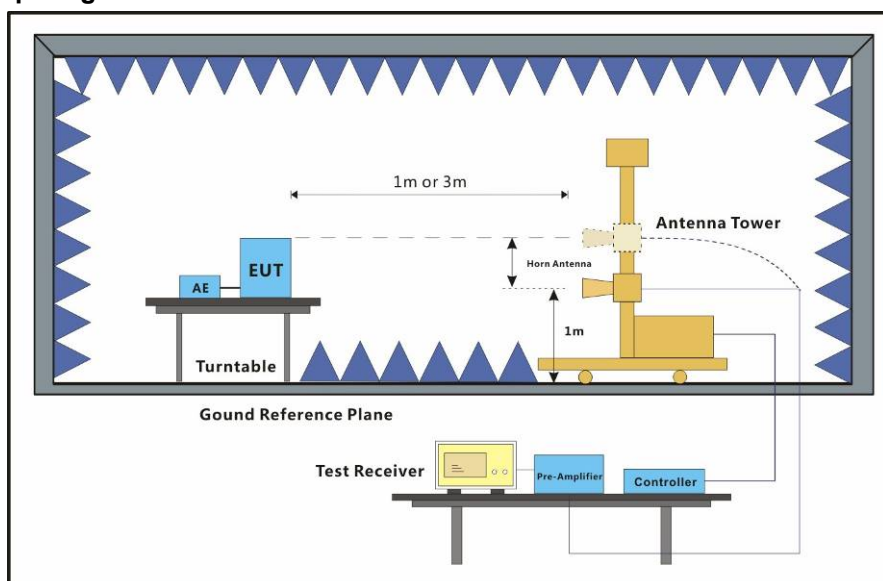 1m or 3m
Antenna Tower
Horn Antenna
EUT
AE
1m
Turntable
Gound Reference Plane
Test Receiver
Pre-Amplifier
Controller